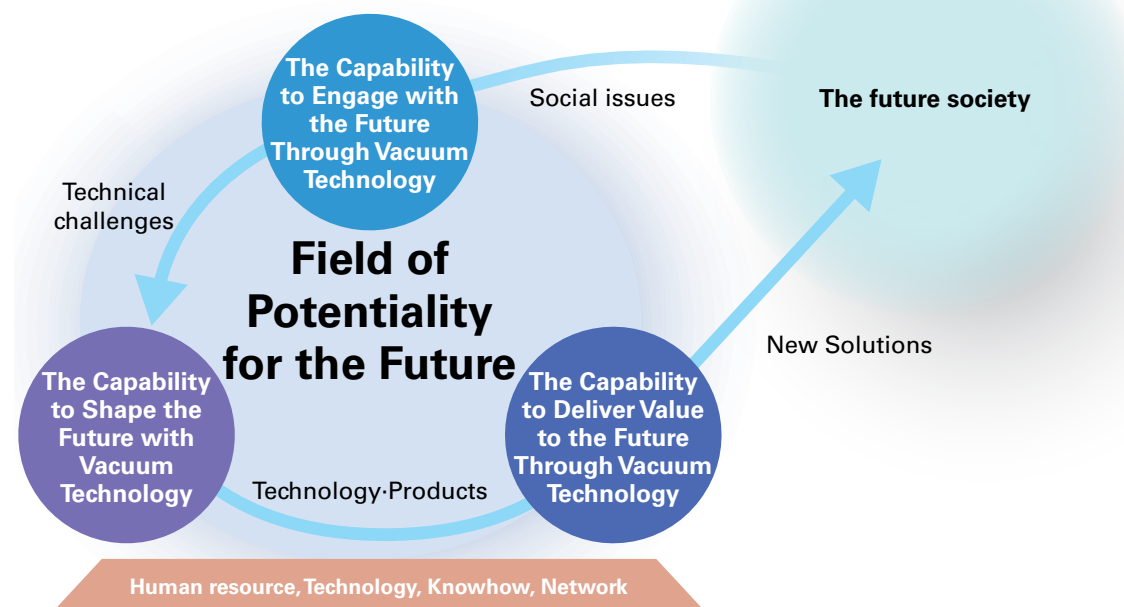 The Capability
to Engage with
the Future
Through Vacuum
Technology
Social issues
The future society
Technical
challenges
Field of
Potentiality
for the Future
New Solutions
The Capability
to Shape the
Future with
Vacuum
Technology
The Capability
to Deliver Value
to the Future
Through Vacuum
Technology
Technology·Products
Human resource, Technology, Knowhow, Network